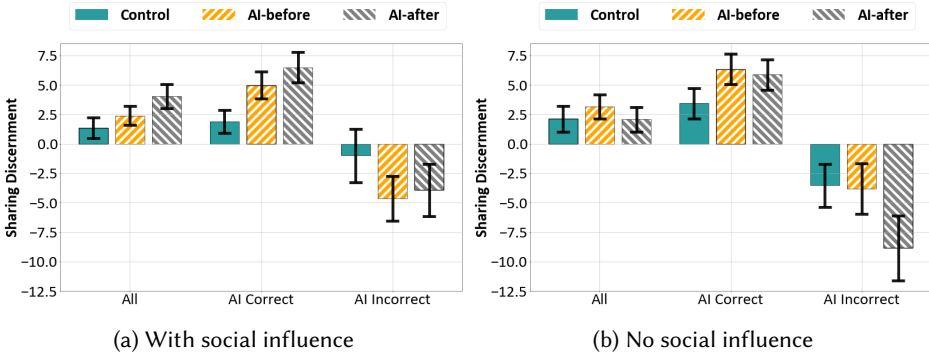 Control AI-before AI-after
Sharing Discernment
7.5
5.0
2.5
0.0
−2.5
−5.0
−7.5
−10.0
−12.5
All AI Correct AI Incorrect
(a) With social influence
Control AI-before AI-after
Sharing Discernment
7.5
5.0
2.5
0.0
−2.5
−5.0
−7.5
−10.0
−12.5
All AI Correct AI Incorrect
(b) No social influence